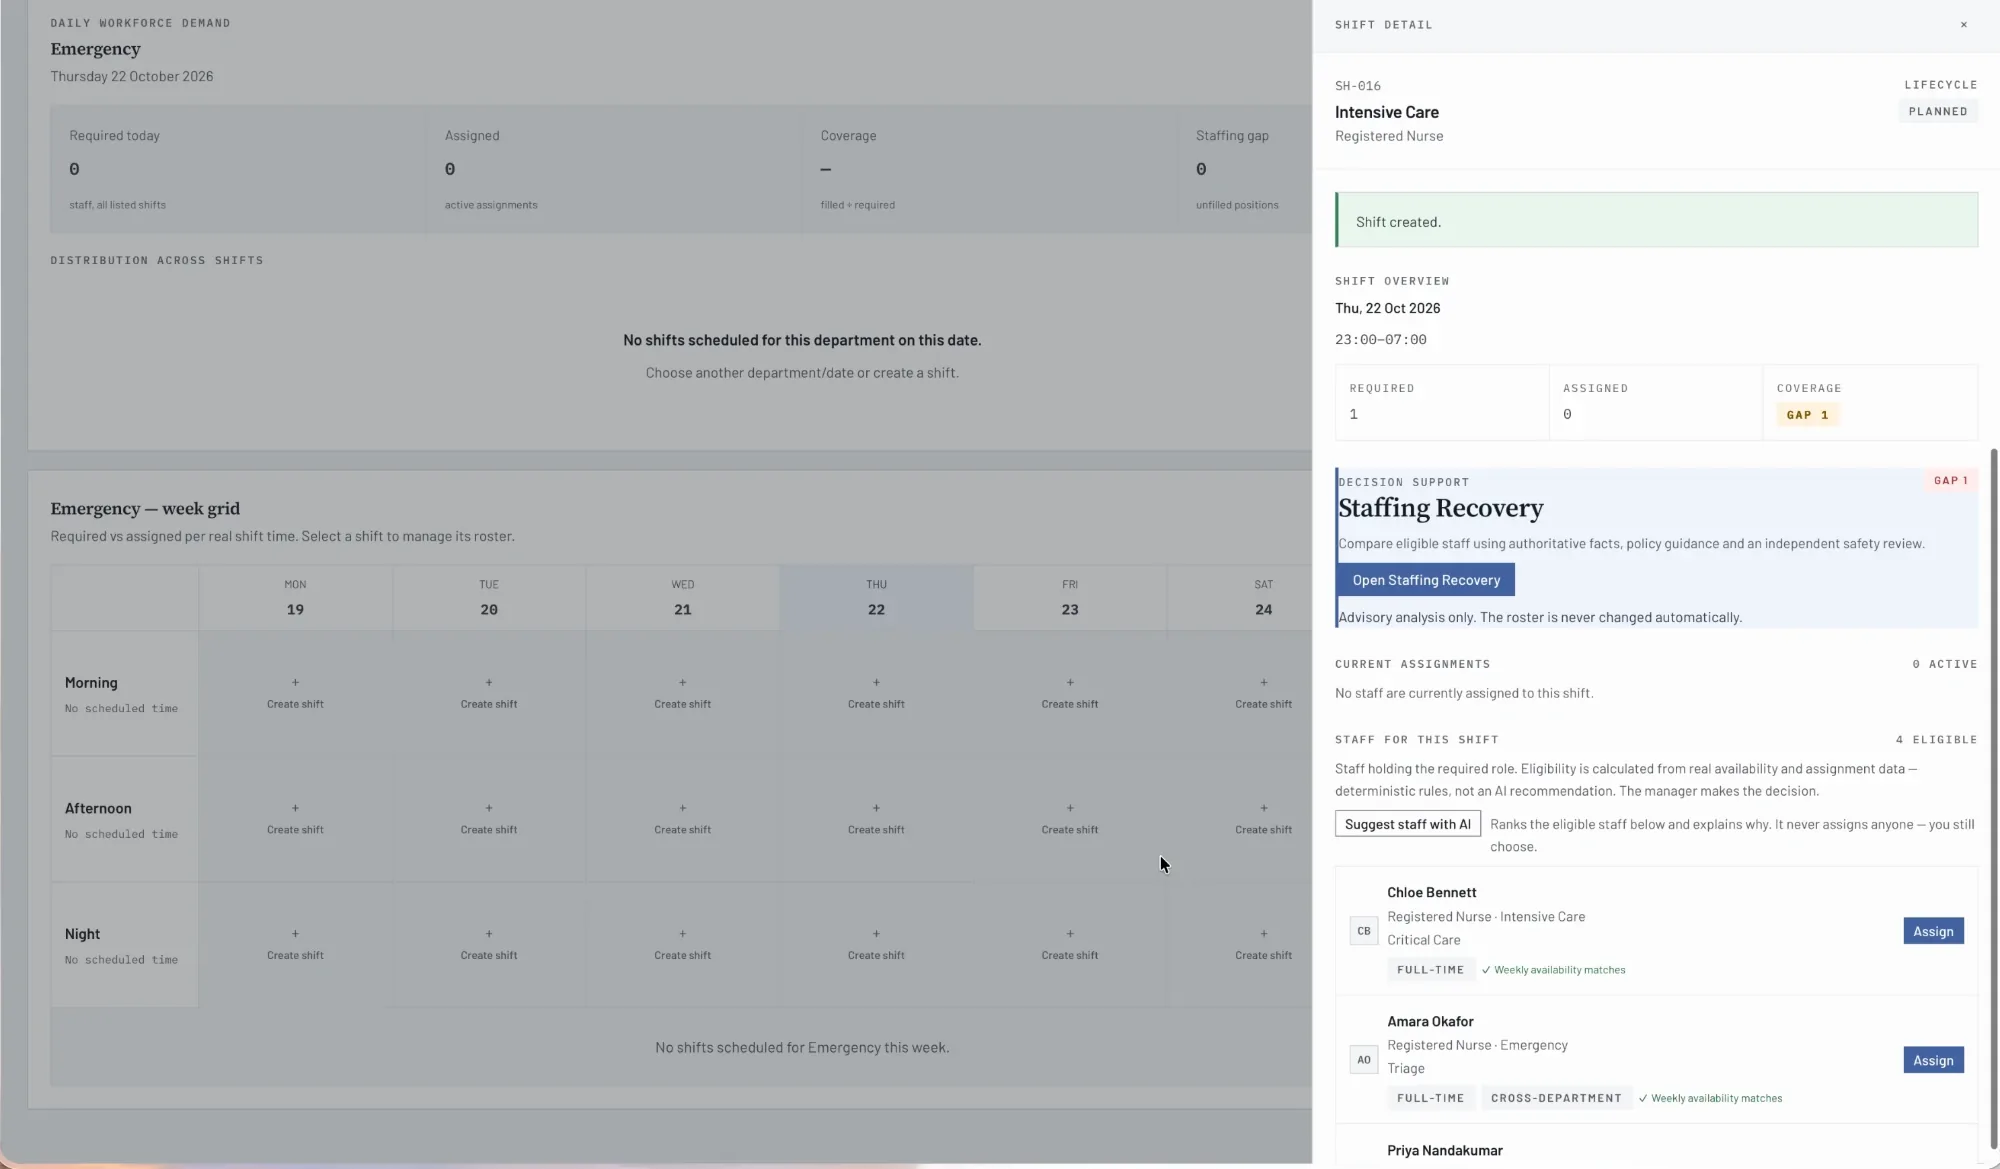 DAILY WORKFORCE DEMAND
Emergency
Thursday 22 October 2026
Required today
0
staff, all listed shifts
Assigned
0
active assignments
Coverage
—
filled ÷ required
Staffing gap
0
unfilled positions
DISTRIBUTION ACROSS SHIFTS
No shifts scheduled for this department on this date.
Choose another department/date or create a shift.
Emergency — week grid
Required vs assigned per real shift time. Select a shift to manage its roster.
MON TUE WED THU FRI SAT
19 20 21 22 23 24
Morning
No scheduled time
+ + + + + +
Create shift Create shift Create shift Create shift Create shift Create shift
Afternoon
No scheduled time
+ + + + + +
Create shift Create shift Create shift Create shift Create shift Create shift
Night
No scheduled time
+ + + + + +
Create shift Create shift Create shift Create shift Create shift Create shift
No shifts scheduled for Emergency this week.
SHIFT DETAIL ×
SH-016 LIFECYCLE
Intensive Care PLANNED
Registered Nurse
Shift created.
SHIFT OVERVIEW
Thu, 22 Oct 2026
23:00–07:00
REQUIRED
1
ASSIGNED
0
COVERAGE
GAP 1
DECISION SUPPORT GAP 1
Staffing Recovery
Compare eligible staff using authoritative facts, policy guidance and an independent safety review.
Open Staffing Recovery
Advisory analysis only. The roster is never changed automatically.
CURRENT ASSIGNMENTS 0 ACTIVE
No staff are currently assigned to this shift.
STAFF FOR THIS SHIFT 4 ELIGIBLE
Staff holding the required role. Eligibility is calculated from real availability and assignment data —
deterministic rules, not an AI recommendation. The manager makes the decision.
Suggest staff with AI Ranks the eligible staff below and explains why. It never assigns anyone — you still
choose.
Chloe Bennett
CB Registered Nurse · Intensive Care
Critical Care
Assign
FULL-TIME ✓ Weekly availability matches
Amara Okafor
AO Registered Nurse · Emergency
Triage
Assign
FULL-TIME CROSS-DEPARTMENT ✓ Weekly availability matches
Priya Nandakumar